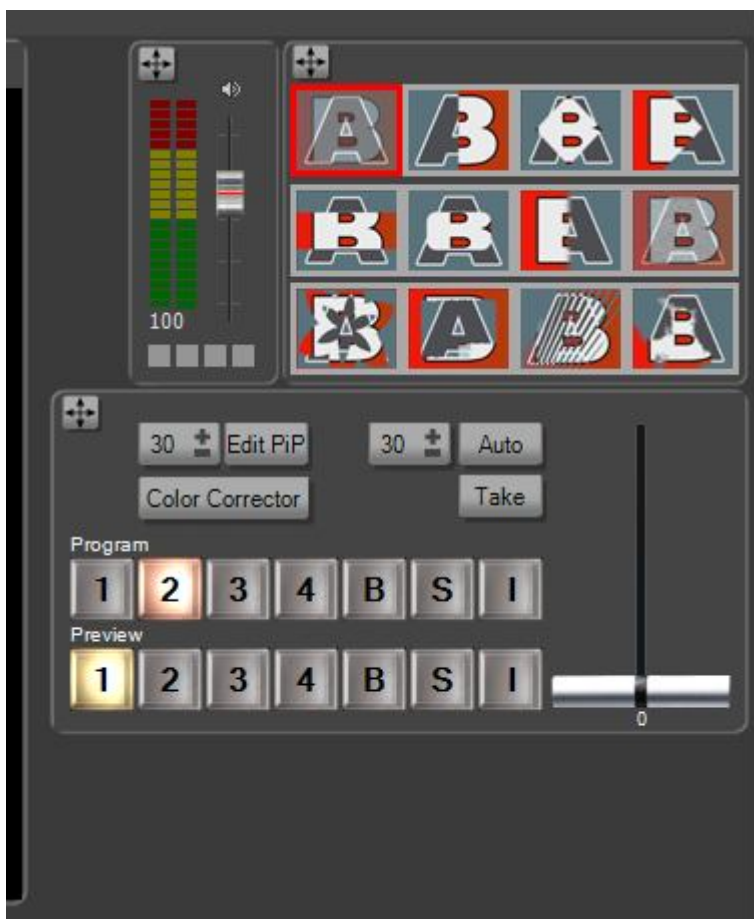 A B A B A B A B
A B A B A B A B
A B A B A B A B
100
30 Edit PiP 30 Auto
Color Corrector Take
Program
1 2 3 4 B S I
Preview
1 2 3 4 B S I
0